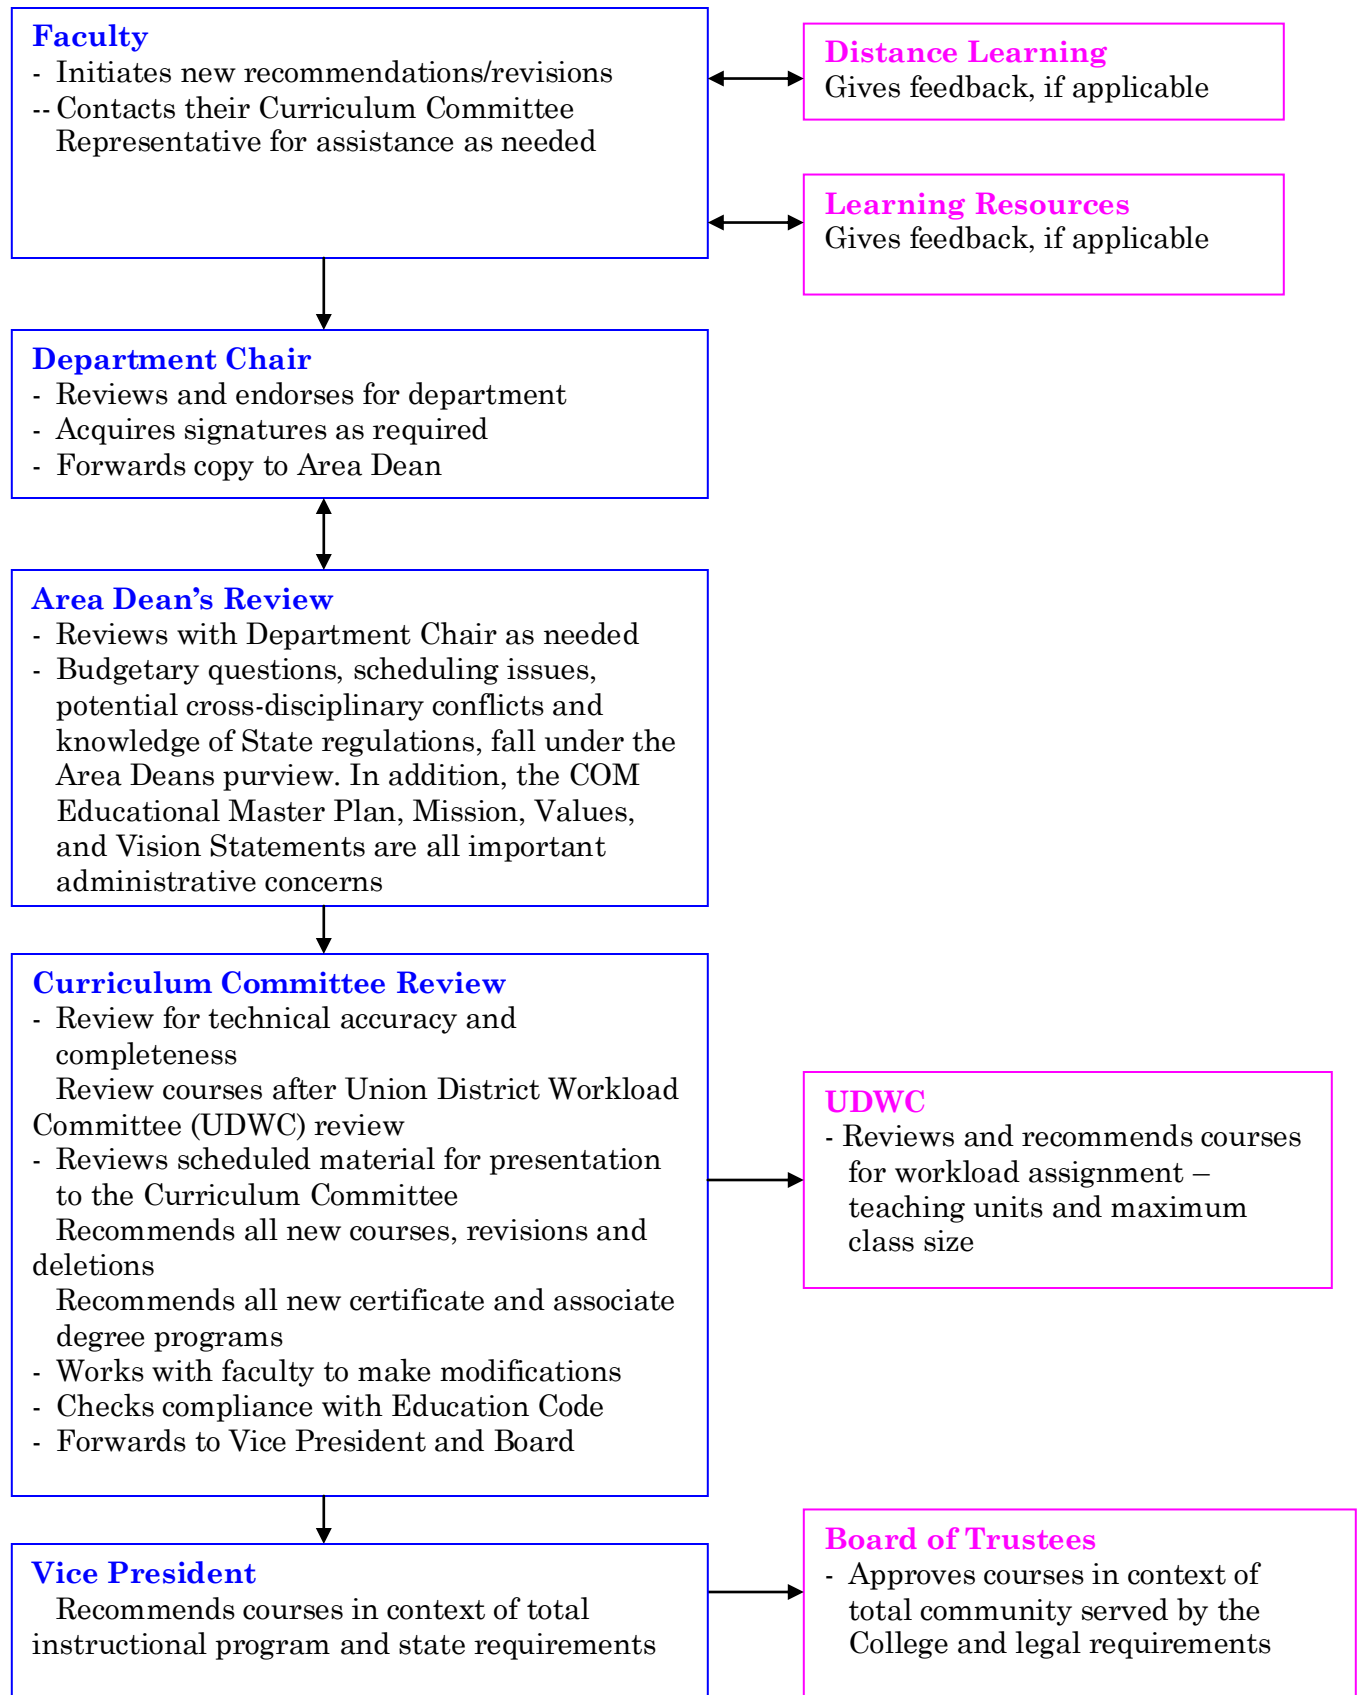 Faculty
- Initiates new recommendations/revisions
-- Contacts their Curriculum Committee
Representative for assistance as needed
Distance Learning
Gives feedback, if applicable
Learning Resources
Gives feedback, if applicable
Department Chair
- Reviews and endorses for department
- Acquires signatures as required
- Forwards copy to Area Dean
Area Dean’s Review
- Reviews with Department Chair as needed
- Budgetary questions, scheduling issues,
potential cross-disciplinary conflicts and
knowledge of State regulations, fall under the
Area Deans purview. In addition, the COM
Educational Master Plan, Mission, Values,
and Vision Statements are all important
administrative concerns
Curriculum Committee Review
- Review for technical accuracy and
completeness
Review courses after Union District Workload
Committee (UDWC) review
- Reviews scheduled material for presentation
to the Curriculum Committee
Recommends all new courses, revisions and
deletions
Recommends all new certificate and associate
degree programs
- Works with faculty to make modifications
- Checks compliance with Education Code
- Forwards to Vice President and Board
UDWC
- Reviews and recommends courses
for workload assignment –
teaching units and maximum
class size
Vice President
Recommends courses in context of total
instructional program and state requirements
Board of Trustees
- Approves courses in context of
total community served by the
College and legal requirements